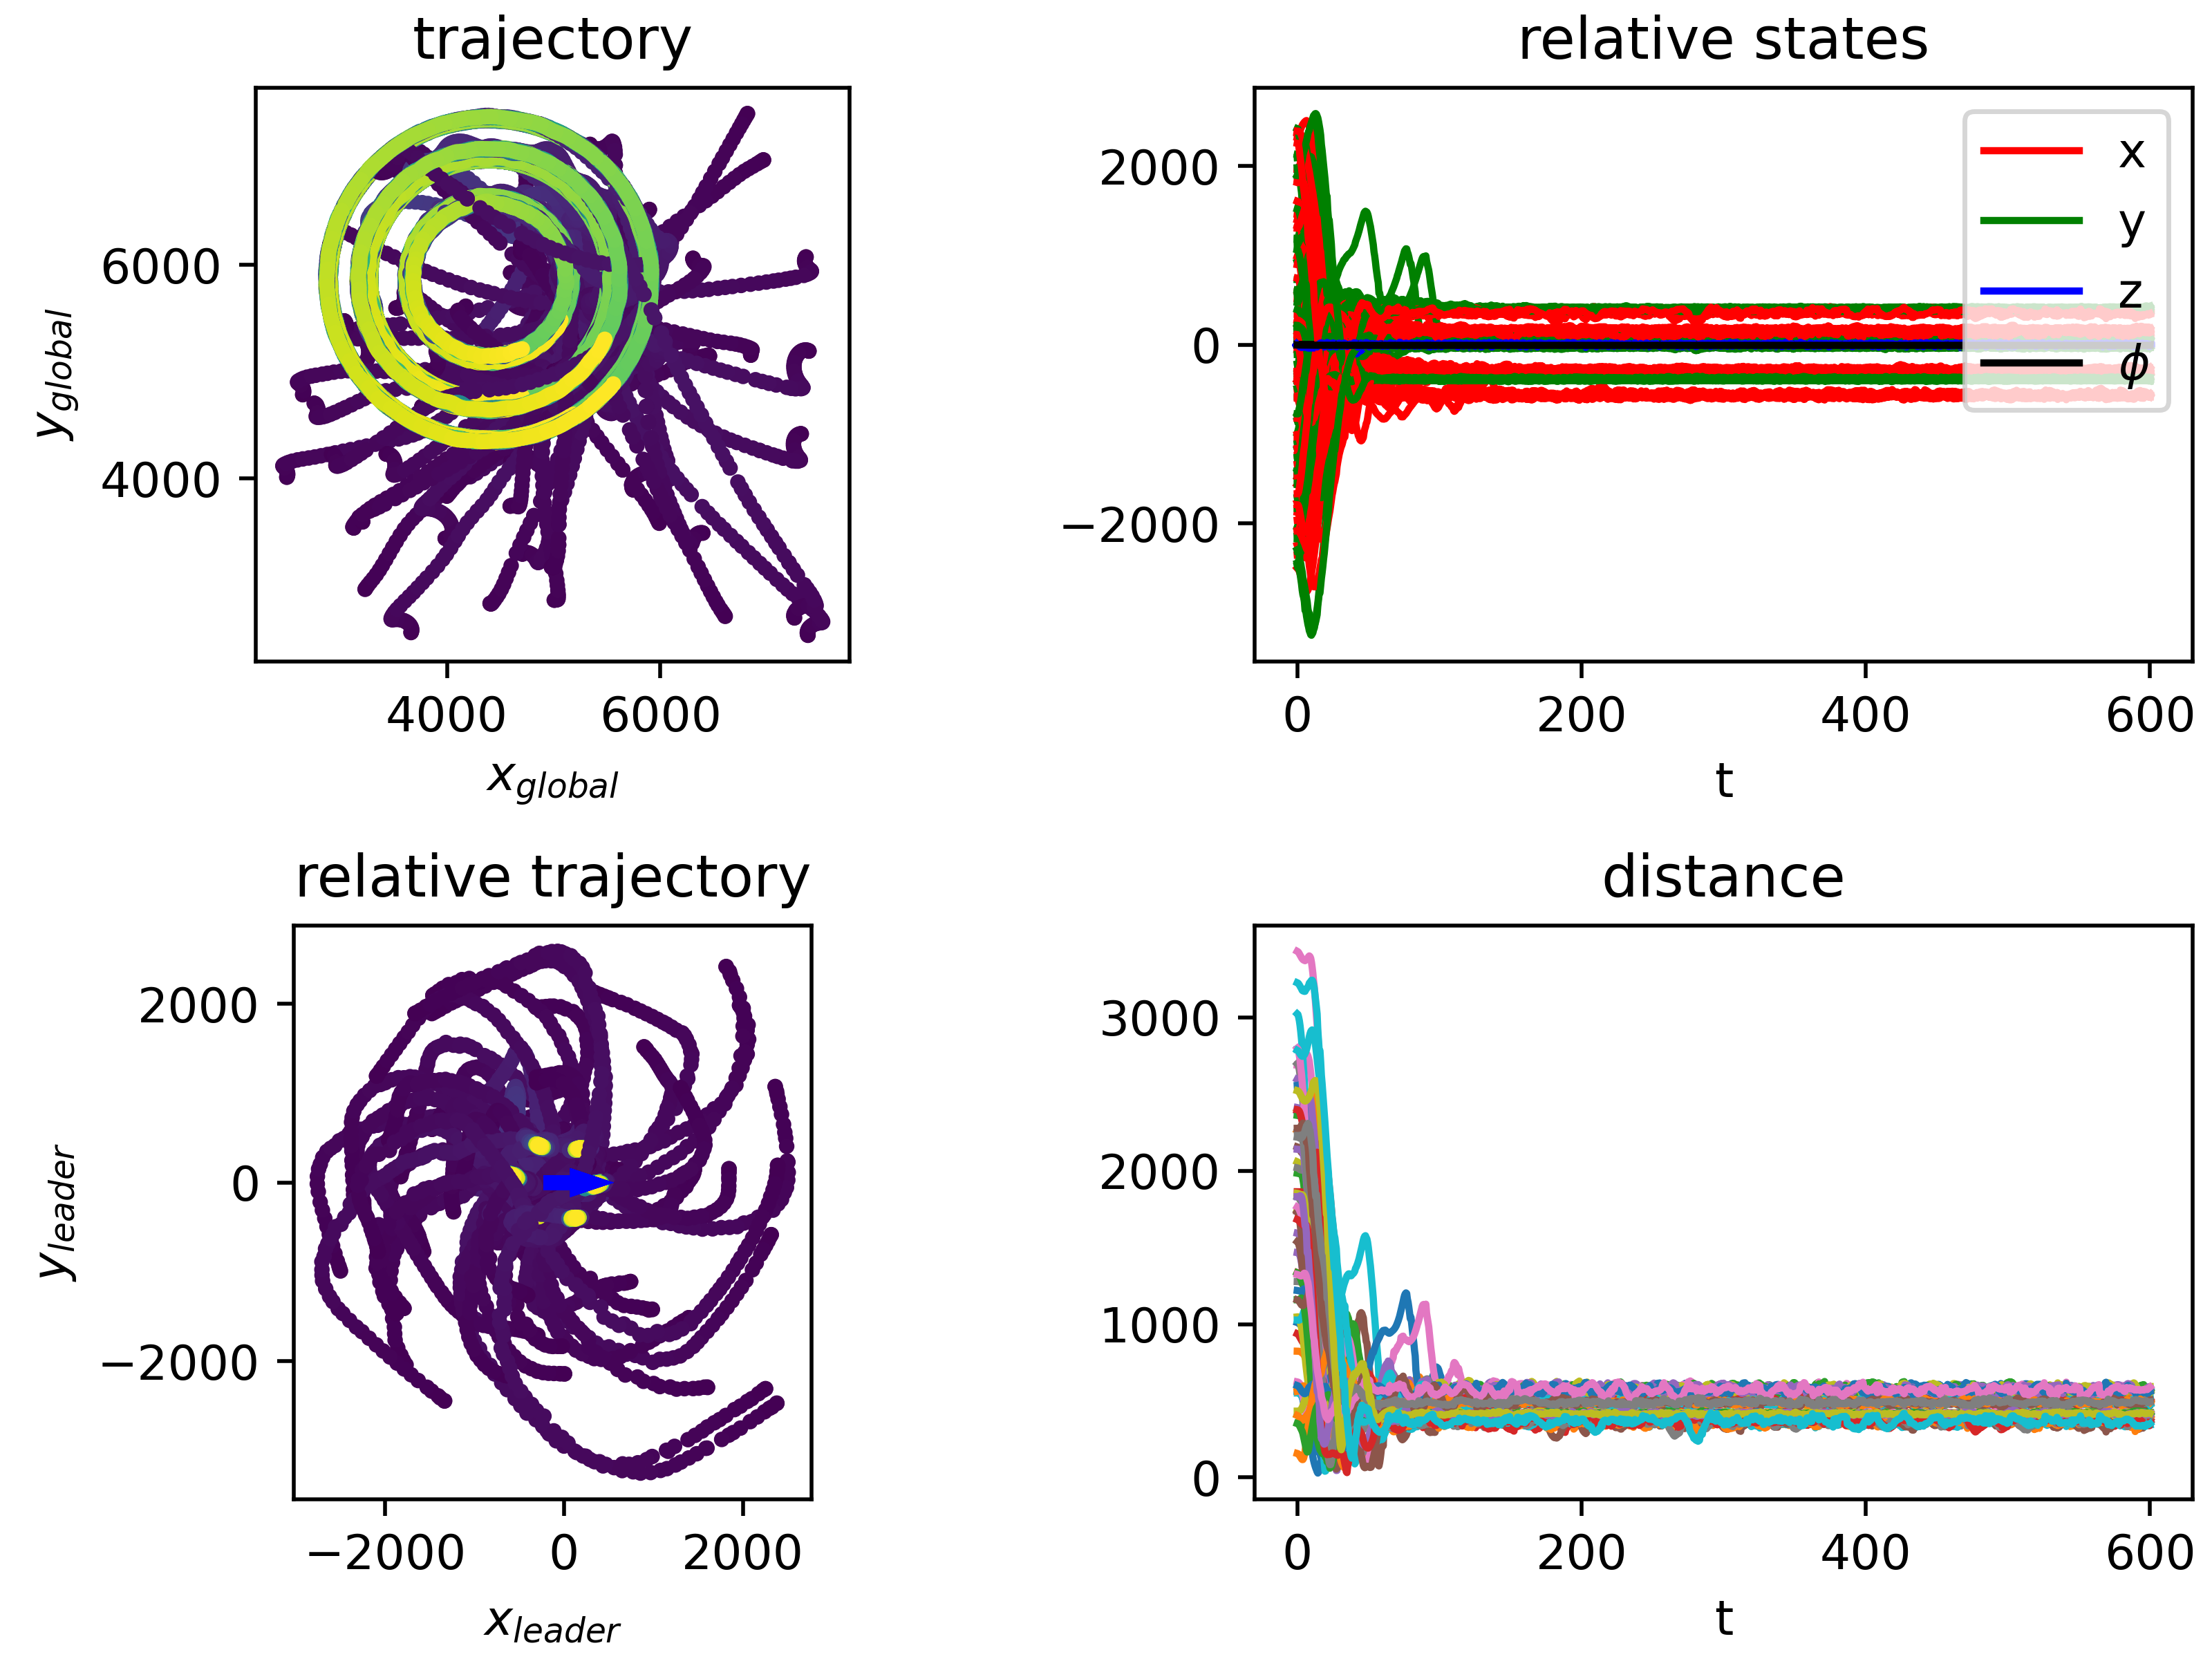 trajectory
6000
4000
y_global
4000 6000
x_global
relative states
2000
0
−2000
x
y
z
ϕ
0 200 400 600
t
relative trajectory
2000
0
−2000
y_leader
−2000 0 2000
x_leader
distance
3000
2000
1000
0
0 200 400 600
t